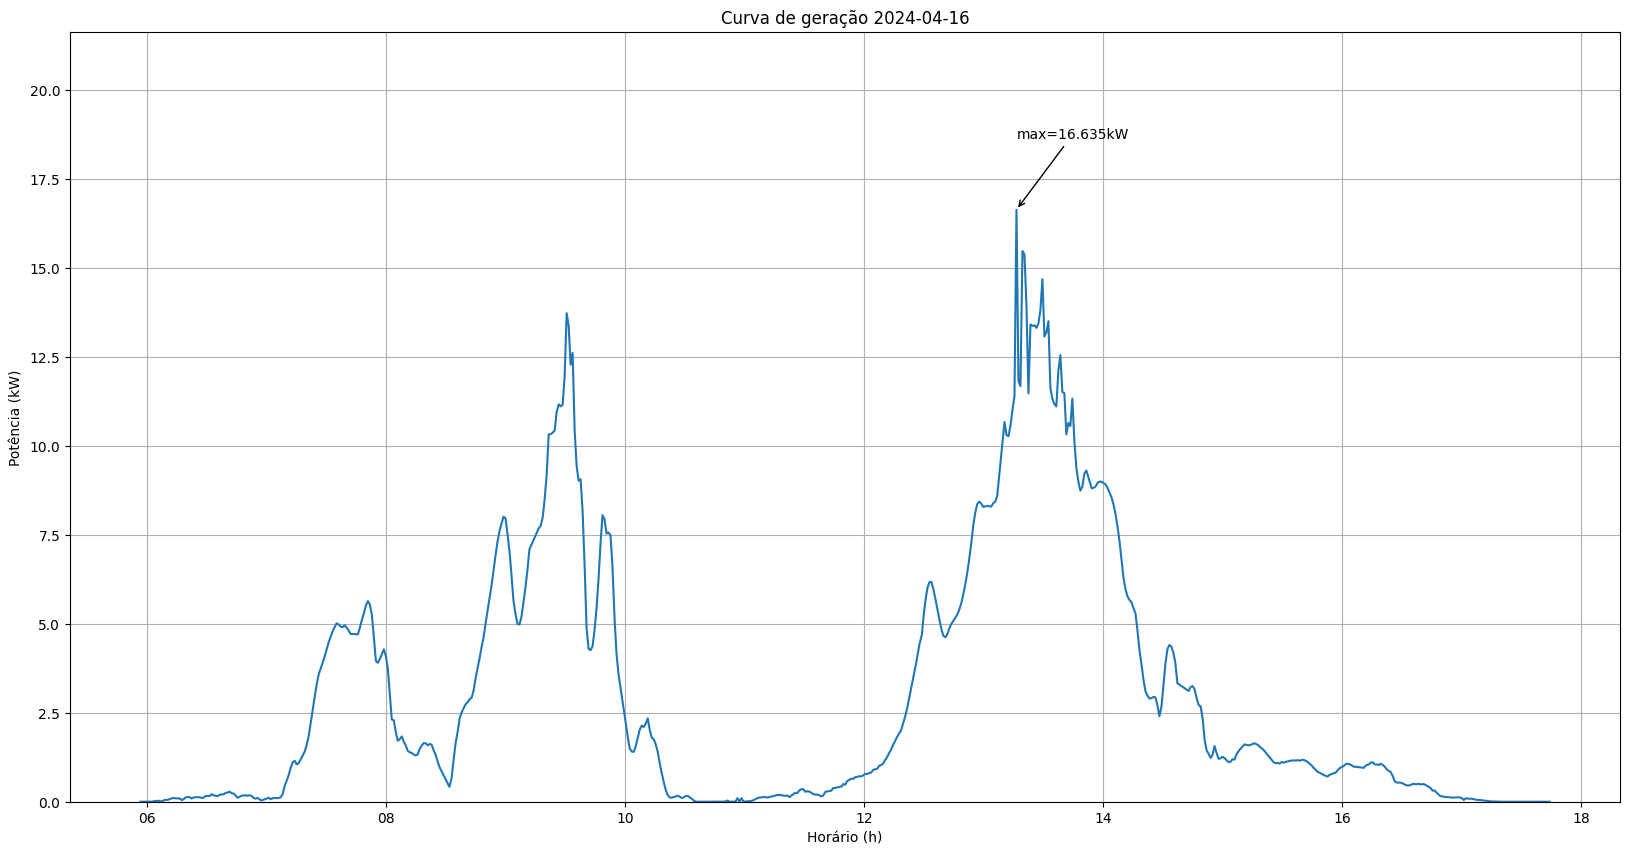 Curva de geração 2024-04-16
max=16.635kW
Potência (kW)
20.0
17.5
15.0
12.5
10.0
7.5
5.0
2.5
0.0
06 08 10 12 14 16 18
Horário (h)